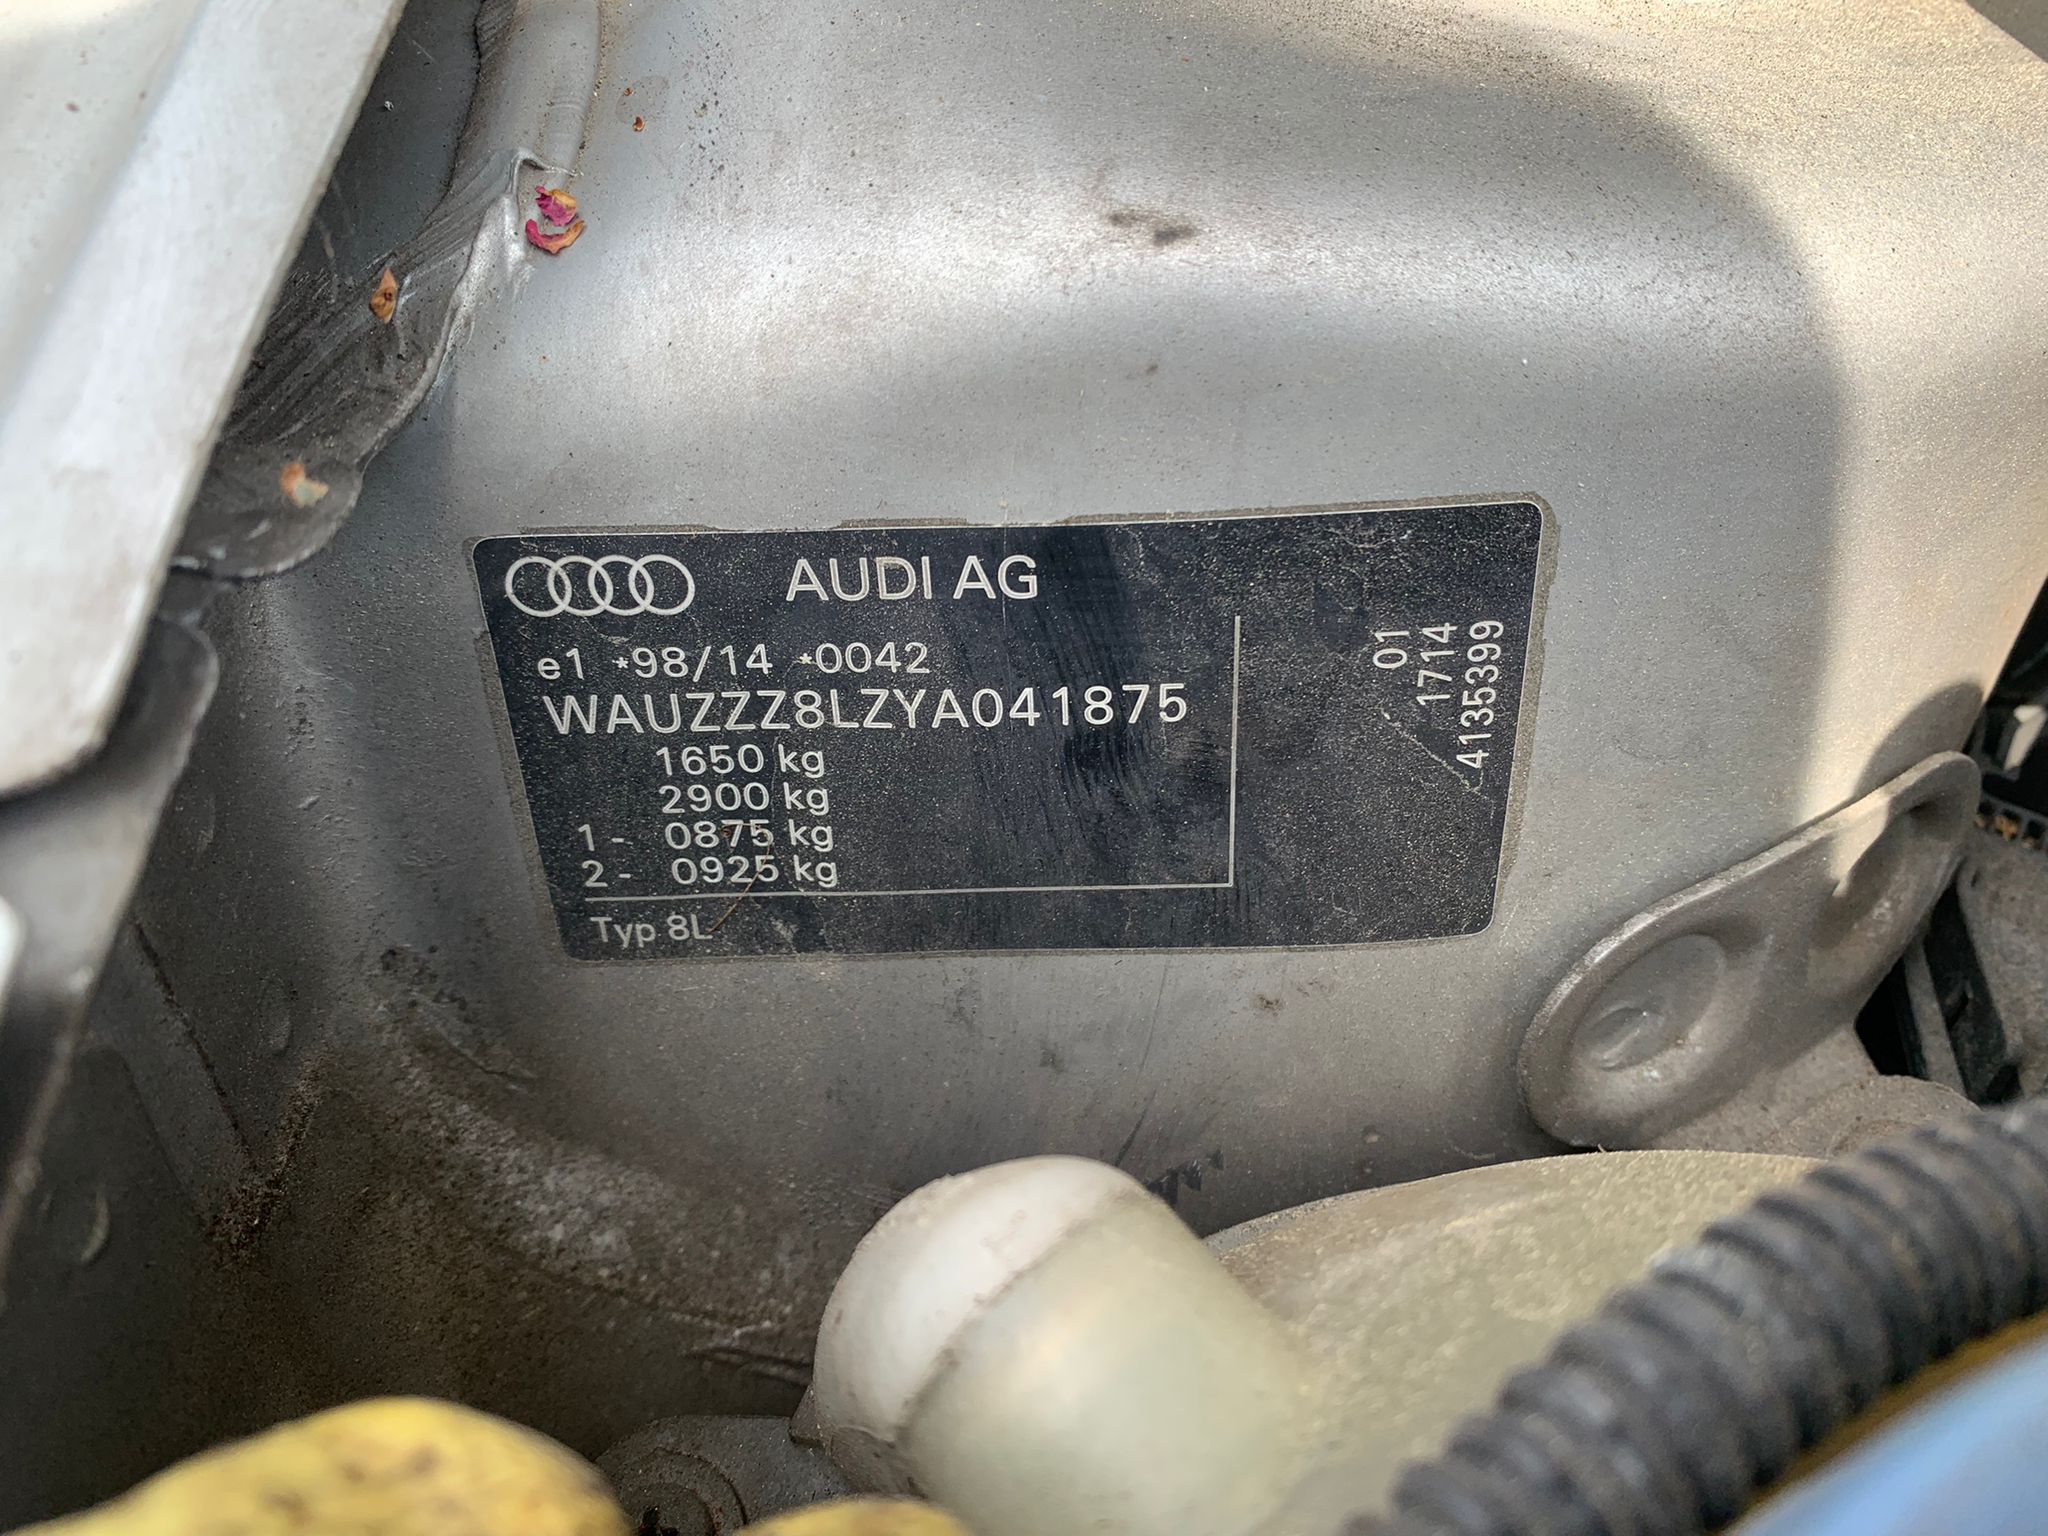 AUDI AG
e1 *98/14 *0042
WAUZZZ8LZYA041875
1650 kg
2900 kg
1 - 0875 kg
2 - 0925 kg
Typ 8L
01
1714
4135399